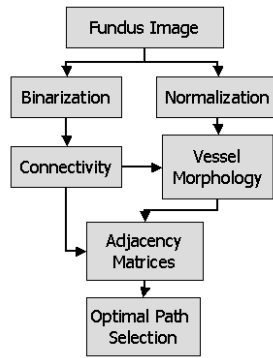 Fundus Image
Binarization
Normalization
Connectivity
Vessel
Morphology
Adjacency
Matrices
Optimal Path
Selection